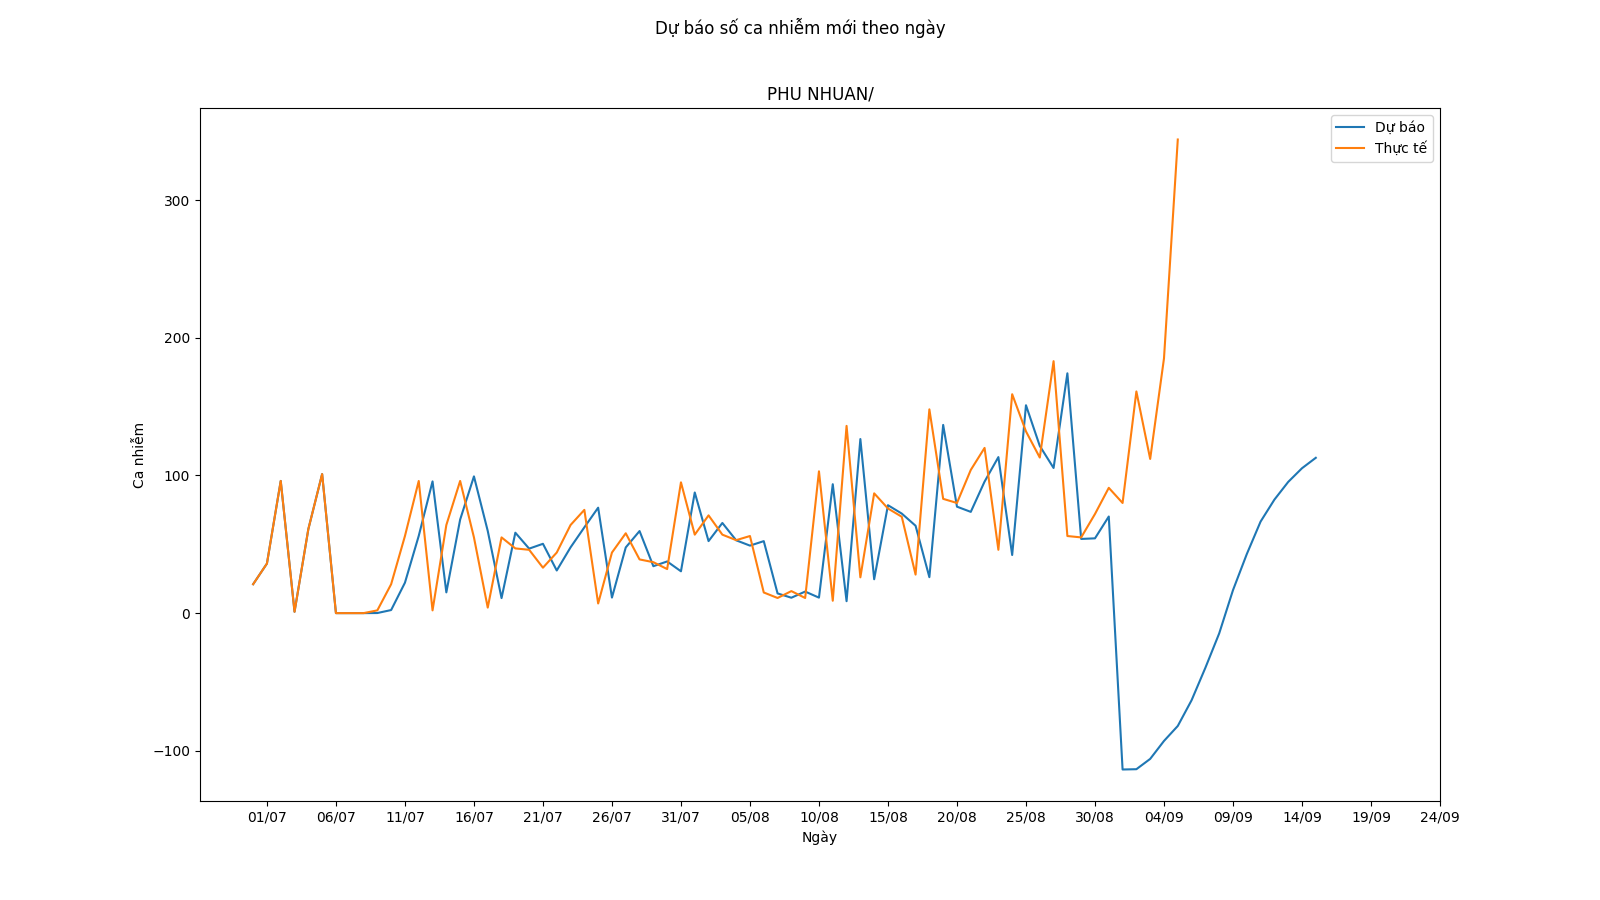 Dự báo số ca nhiễm mới theo ngày
PHU NHUAN/
Dự báo
Thực tế
300
200
100
0
−100
Ca nhiễm
01/07 06/07 11/07 16/07 21/07 26/07 31/07 05/08 10/08 15/08 20/08 25/08 30/08 04/09 09/09 14/09 19/09 24/09
Ngày